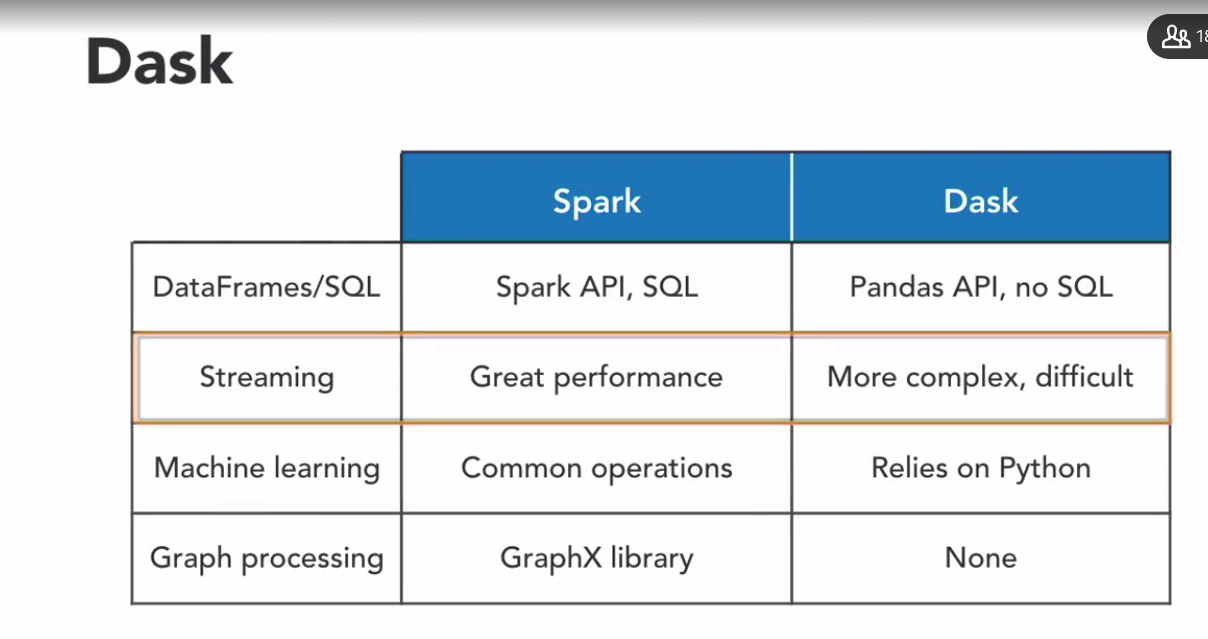 Dask
18
Spark Dask
DataFrames/SQL Spark API, SQL Pandas API, no SQL
Streaming Great performance More complex, difficult
Machine learning Common operations Relies on Python
Graph processing GraphX library None